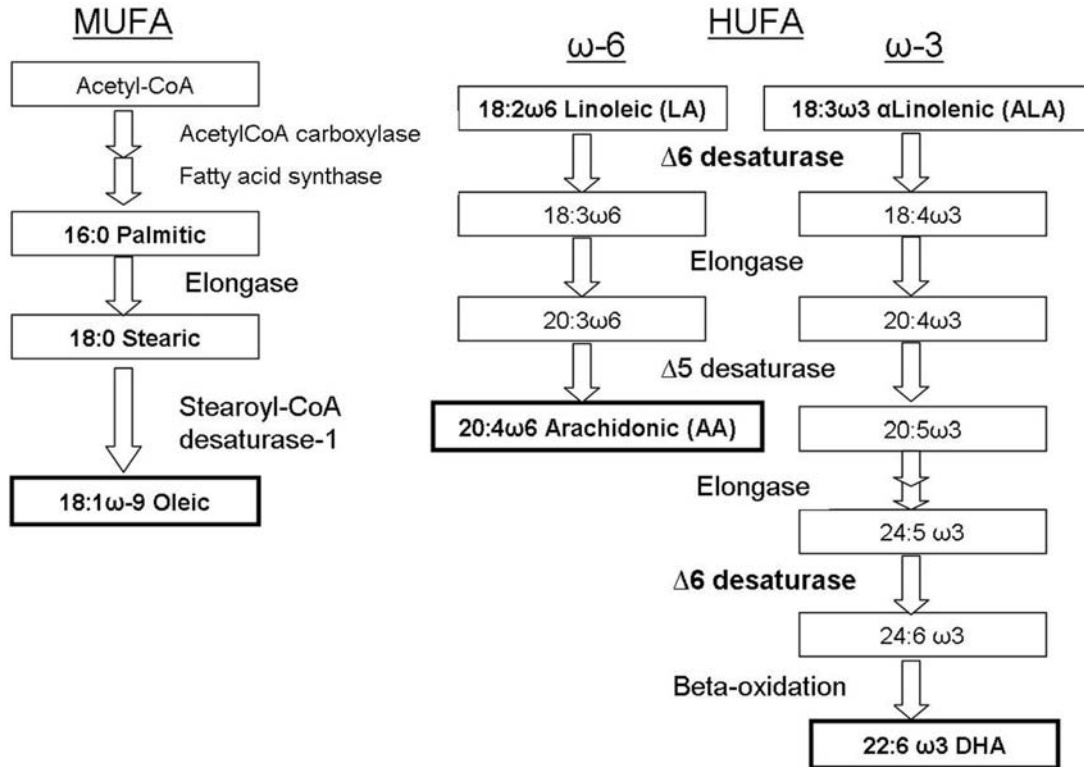 MUFA
Acetyl-CoA
AcetylCoA carboxylase
Fatty acid synthase
16:0 Palmitic
Elongase
18:0 Stearic
Stearoyl-CoA
desaturase-1
18:1ω-9 Oleic
HUFA
ω-6
ω-3
18:2ω6 Linoleic (LA)
18:3ω3 αLinolenic (ALA)
Δ6 desaturase
18:3ω6
18:4ω3
Elongase
20:3ω6
20:4ω3
Δ5 desaturase
20:4ω6 Arachidonic (AA)
20:5ω3
Elongase
24:5 ω3
Δ6 desaturase
24:6 ω3
Beta-oxidation
22:6 ω3 DHA